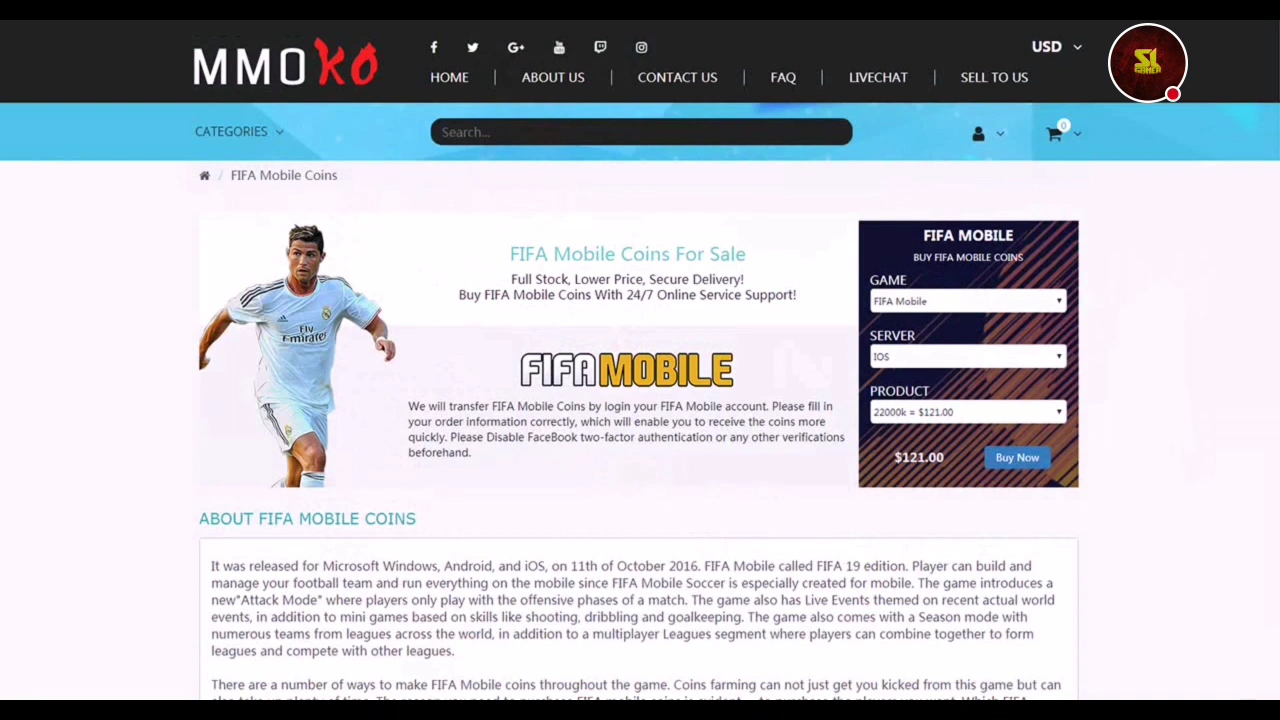 MMOKO
USD
HOME | ABOUT US | CONTACT US | FAQ | LIVECHAT | SELL TO US
SL
GAMER
CATEGORIES
Search...
0
/ FIFA Mobile Coins
FIFA Mobile Coins For Sale
Full Stock, Lower Price, Secure Delivery!
Buy FIFA Mobile Coins With 24/7 Online Service Support!
Fly
Emirates
FIFAMOBILE
We will transfer FIFA Mobile Coins by login your FIFA Mobile account. Please fill in
your order information correctly, which will enable you to receive the coins more
quickly. Please Disable FaceBook two-factor authentication or any other verifications
beforehand.
FIFA MOBILE
BUY FIFA MOBILE COINS
GAME
FIFA Mobile
SERVER
IOS
PRODUCT
22000k = $121.00
$121.00
Buy Now
ABOUT FIFA MOBILE COINS
It was released for Microsoft Windows, Android, and iOS, on 11th of October 2016. FIFA Mobile called FIFA 19 edition. Player can build and
manage your football team and run everything on the mobile since FIFA Mobile Soccer is especially created for mobile. The game introduces a
new"Attack Mode" where players only play with the offensive phases of a match. The game also has Live Events themed on recent actual world
events, in addition to mini games based on skills like shooting, dribbling and goalkeeping. The game also comes with a Season mode with
numerous teams from leagues across the world, in addition to a multiplayer Leagues segment where players can combine together to form
leagues and compete with other leagues.
There are a number of ways to make FIFA Mobile coins throughout the game. Coins farming can not just get you kicked from this game but can